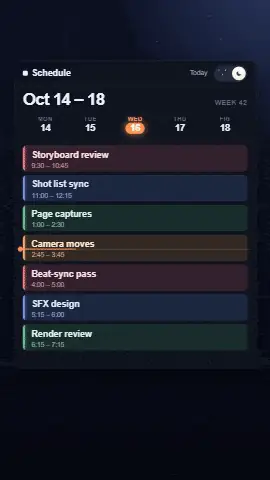 Schedule
Today
Oct 14 – 18
WEEK 42
MON TUE WED THU FRI
14 15 16 17 18
Storyboard review
9:30 – 10:45
Shot list sync
11:00 – 12:15
Page captures
1:00 – 2:30
Camera moves
2:45 – 3:45
Beat-sync pass
4:00 – 5:00
SFX design
5:15 – 6:00
Render review
6:15 – 7:15